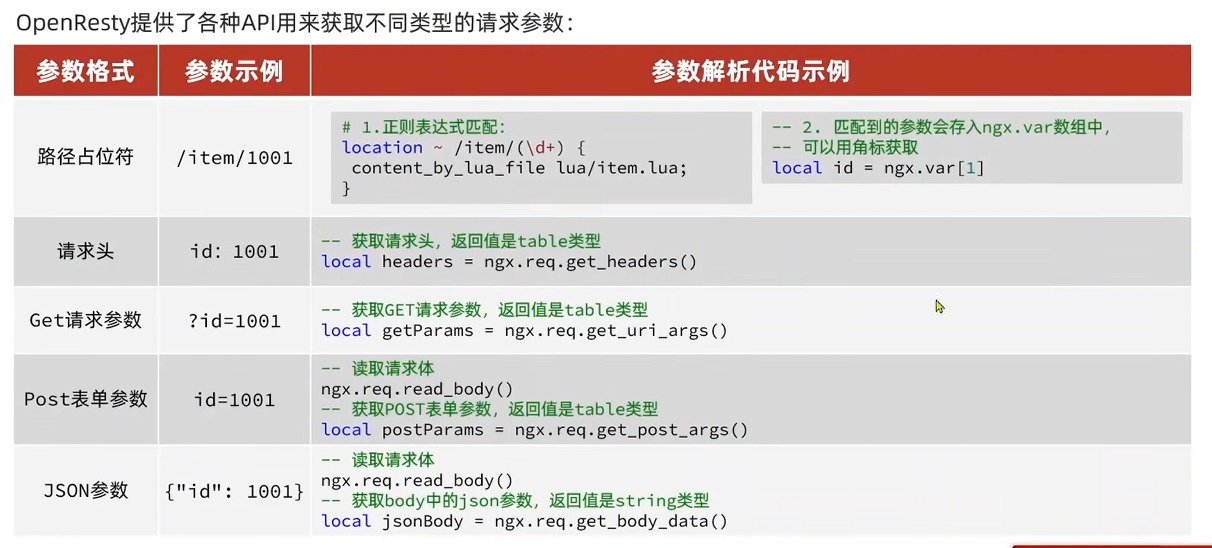 OpenResty提供了各种API用来获取不同类型的请求参数：
参数格式 参数示例 参数解析代码示例
路径占位符 /item/1001
# 1.正则表达式匹配：
location ~ /item/(\d+) {
content_by_lua_file lua/item.lua;
}
-- 2. 匹配到的参数会存入ngx.var数组中，
-- 可以用角标获取
local id = ngx.var[1]
请求头 id: 1001
-- 获取请求头，返回值是table类型
local headers = ngx.req.get_headers()
Get请求参数 ?id=1001
-- 获取GET请求参数，返回值是table类型
local getParams = ngx.req.get_uri_args()
Post表单参数 id=1001
-- 读取请求体
ngx.req.read_body()
-- 获取POST表单参数，返回值是table类型
local postParams = ngx.req.get_post_args()
JSON参数 {"id": 1001}
-- 读取请求体
ngx.req.read_body()
-- 获取body中的json参数，返回值是string类型
local jsonBody = ngx.req.get_body_data()